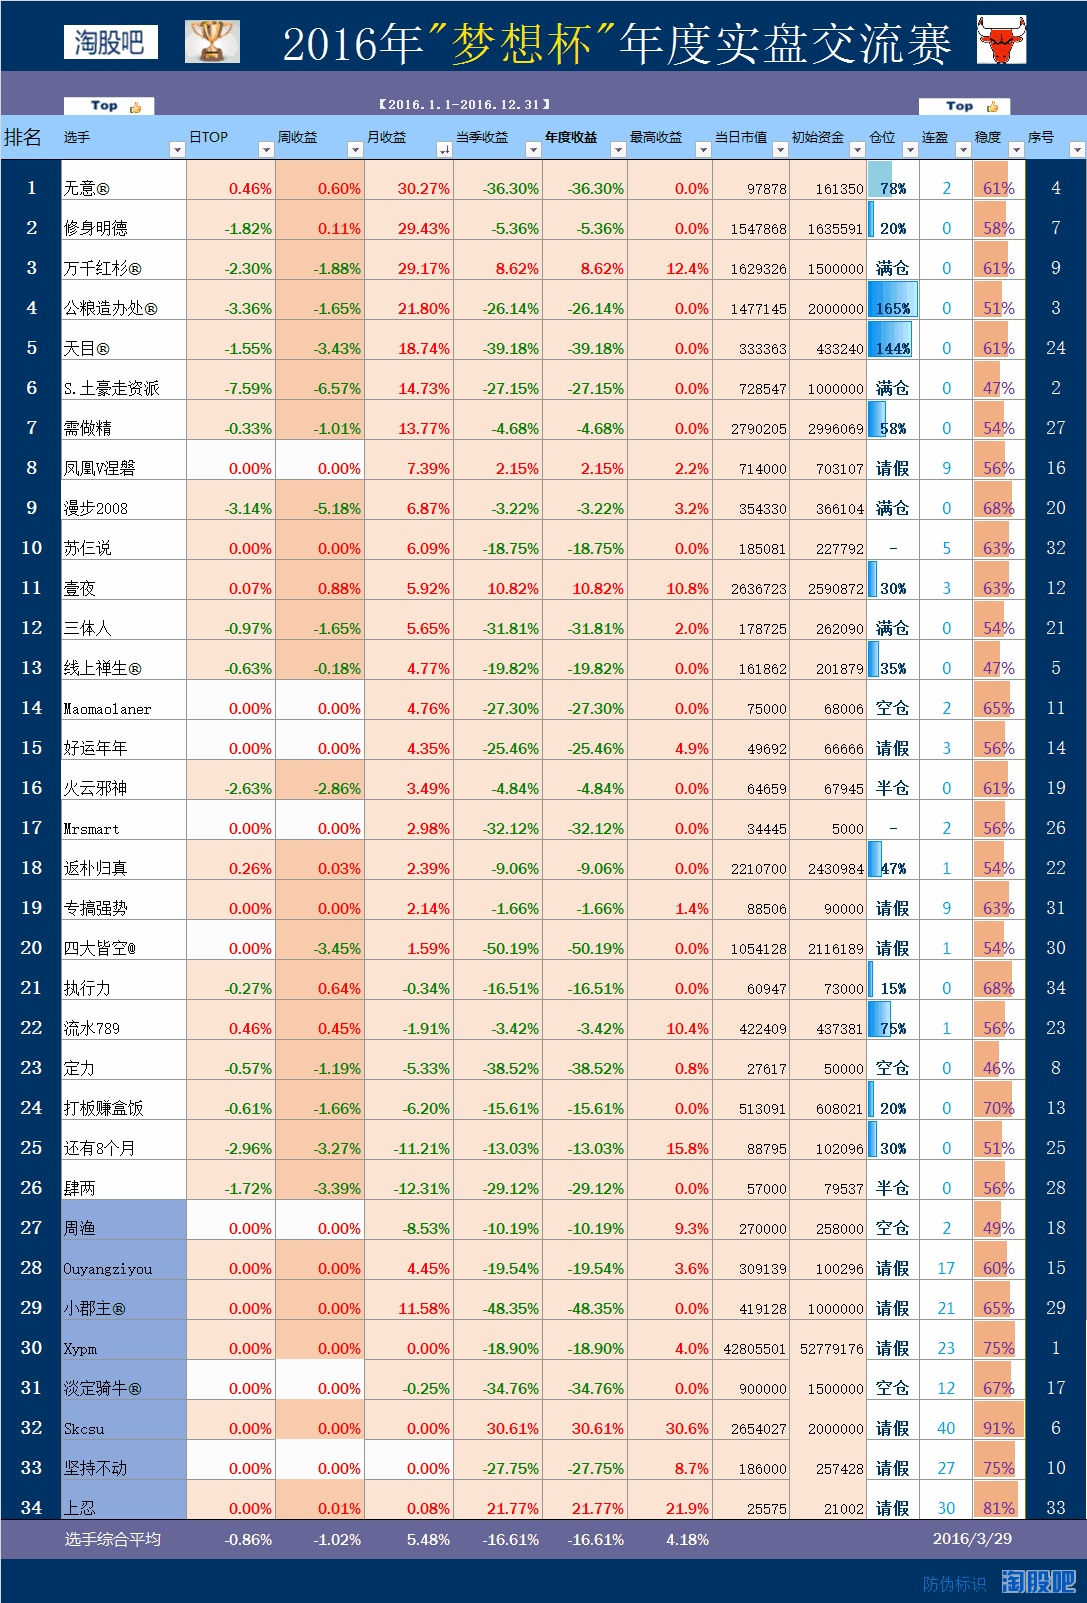 淘股吧 2016年"梦想杯"年度实盘交流赛
Top 【2016.1.1-2016.12.31】 Top
排名 选手 日TOP 周收益 月收益 当季收益 年度收益 最高收益 当日市值 初始资金 仓位 连盈 稳度 序号
1 无意® 0.46% 0.60% 30.27% -36.30% -36.30% 0.0% 97878 161350 78% 2 61% 4
2 修身明德 -1.82% 0.11% 29.43% -5.36% -5.36% 0.0% 1547868 1635591 20% 0 58% 7
3 万千红杉® -2.30% -1.88% 29.17% 8.62% 8.62% 12.4% 1629326 1500000 满仓 0 61% 9
4 公粮造办处® -3.36% -1.65% 21.80% -26.14% -26.14% 0.0% 1477145 2000000 165% 0 51% 3
5 天目® -1.55% -3.43% 18.74% -39.18% -39.18% 0.0% 333363 433240 144% 0 61% 24
6 S.土豪走资派 -7.59% -6.57% 14.73% -27.15% -27.15% 0.0% 728547 1000000 满仓 0 47% 2
7 需做精 -0.33% -1.01% 13.77% -4.68% -4.68% 0.0% 2790205 2996069 58% 0 54% 27
8 凤凰V涅磐 0.00% 0.00% 7.39% 2.15% 2.15% 2.2% 714000 703107 请假 9 56% 16
9 漫步2008 -3.14% -5.18% 6.87% -3.22% -3.22% 3.2% 354330 366104 满仓 0 68% 20
10 苏仨说 0.00% 0.00% 6.09% -18.75% -18.75% 0.0% 185081 227792 - 5 63% 32
11 壹夜 0.07% 0.88% 5.92% 10.82% 10.82% 10.8% 2636723 2590872 30% 3 63% 12
12 三体人 -0.97% -1.65% 5.65% -31.81% -31.81% 2.0% 178725 262090 满仓 0 54% 21
13 线上禅生® -0.63% -0.18% 4.77% -19.82% -19.82% 0.0% 161862 201879 35% 0 47% 5
14 Maomaolaner 0.00% 0.00% 4.76% -27.30% -27.30% 0.0% 75000 68006 空仓 2 65% 11
15 好运年年 0.00% 0.00% 4.35% -25.46% -25.46% 4.9% 49692 66666 请假 3 56% 14
16 火云邪神 -2.63% -2.86% 3.49% -4.84% -4.84% 0.0% 64659 67945 半仓 0 61% 19
17 Mrsmart 0.00% 0.00% 2.98% -32.12% -32.12% 0.0% 34445 5000 - 2 56% 26
18 返朴归真 0.26% 0.03% 2.39% -9.06% -9.06% 0.0% 2210700 2430984 47% 1 54% 22
19 专搞强势 0.00% 0.00% 2.14% -1.66% -1.66% 1.4% 88506 90000 请假 9 63% 31
20 四大皆空@ 0.00% -3.45% 1.59% -50.19% -50.19% 0.0% 1054128 2116189 请假 1 54% 30
21 执行力 -0.27% 0.64% -0.34% -16.51% -16.51% 0.0% 60947 73000 15% 0 68% 34
22 流水789 0.46% 0.45% -1.91% -3.42% -3.42% 10.4% 422409 437381 75% 1 56% 23
23 定力 -0.57% -1.19% -5.33% -38.52% -38.52% 0.8% 27617 50000 空仓 0 46% 8
24 打板赚盒饭 -0.61% -1.66% -6.20% -15.61% -15.61% 0.0% 513091 608021 20% 0 70% 13
25 还有8个月 -2.96% -3.27% -11.21% -13.03% -13.03% 15.8% 88795 102096 30% 0 51% 25
26 肆两 -1.72% -3.39% -12.31% -29.12% -29.12% 0.0% 57000 79537 半仓 0 56% 28
27 周渔 0.00% 0.00% -8.53% -10.19% -10.19% 9.3% 270000 258000 空仓 2 49% 18
28 Ouyangziyou 0.00% 0.00% 4.45% -19.54% -19.54% 3.6% 309139 100296 请假 17 60% 15
29 小郡主® 0.00% 0.00% 11.58% -48.35% -48.35% 0.0% 419128 1000000 请假 21 65% 29
30 Xypm 0.00% 0.00% 0.00% -18.90% -18.90% 4.0% 42805501 52779176 请假 23 75% 1
31 淡定骑牛® 0.00% 0.00% -0.25% -34.76% -34.76% 0.0% 900000 1500000 空仓 12 67% 17
32 Skcsu 0.00% 0.00% 0.00% 30.61% 30.61% 30.6% 2654027 2000000 请假 40 91% 6
33 坚持不动 0.00% 0.00% 0.00% -27.75% -27.75% 8.7% 186000 257428 请假 27 75% 10
34 上忍 0.00% 0.01% 0.08% 21.77% 21.77% 21.9% 25575 21002 请假 30 81% 33
选手综合平均 -0.86% -1.02% 5.48% -16.61% -16.61% 4.18% 2016/3/29
防伪标识 淘股吧